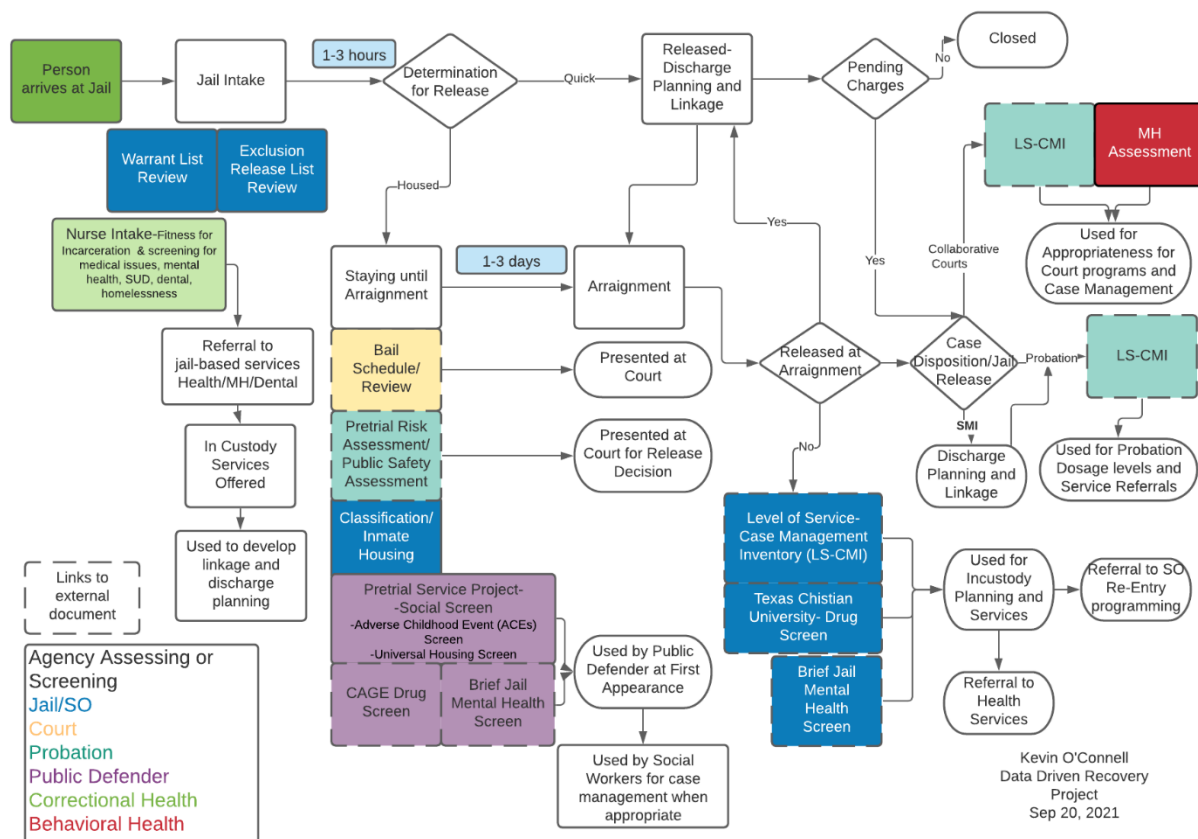 Person
arrives at Jail
Jail Intake
1-3 hours
Determination
for Release
Quick
Released-
Discharge
Planning and
Linkage
Pending
Charges
No
Closed
Warrant List
Review
Exclusion
Release List
Review
Housed
Yes
Yes
Collaborative
Courts
LS-CMI
MH
Assessment
Used for
Appropriateness for
Court programs and
Case Management
Nurse Intake-Fitness for
Incarceration & screening for
medical issues, mental
health, SUD, dental,
homelessness
Staying until
Arraignment
1-3 days
Arraignment
Referral to
jail-based services
Health/MH/Dental
Bail
Schedule/
Review
Presented at
Court
Released at
Arraignment
Case
Disposition/Jail
Release
Probation
LS-CMI
SMI
No
In Custody
Services
Offered
Pretrial Risk
Assessment/
Public Safety
Assessment
Presented at
Court for Release
Decision
Discharge
Planning and
Linkage
Used for Probation
Dosage levels and
Service Referrals
Used to develop
linkage and
discharge
planning
Classification/
Inmate
Housing
Level of Service-
Case Management
Inventory (LS-CMI)
Used for
Incustody
Planning and
Services
Referral to SO
Re-Entry
programming
Links to
external
document
Pretrial Service Project-
-Social Screen
-Adverse Childhood Event (ACEs)
Screen
-Universal Housing Screen
Texas Chistian
University- Drug
Screen
CAGE Drug
Screen
Brief Jail
Mental Health
Screen
Used by Public
Defender at First
Appearance
Brief Jail
Mental
Health
Screen
Referral to
Health
Services
Used by Social
Workers for case
management when
appropriate
Agency Assessing or
Screening
Jail/SO
Court
Probation
Public Defender
Correctional Health
Behavioral Health
Kevin O'Connell
Data Driven Recovery
Project
Sep 20, 2021